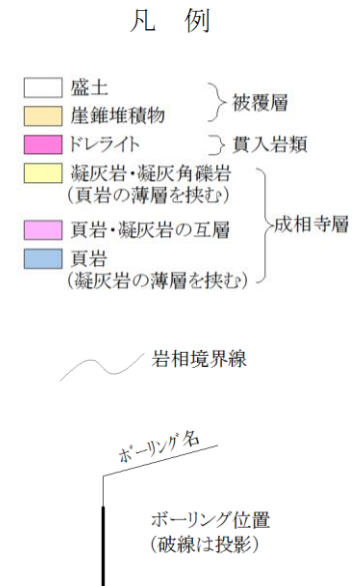 凡 例
盛土
崖錐堆積物
被覆層
ドレライト
貫入岩類
凝灰岩・凝灰角礫岩
(頁岩の薄層を挟む)
頁岩・凝灰岩の互層
頁岩
(凝灰岩の薄層を挟む)
成相寺層
岩相境界線
ボーリング名
ボーリング位置
(破線は投影)